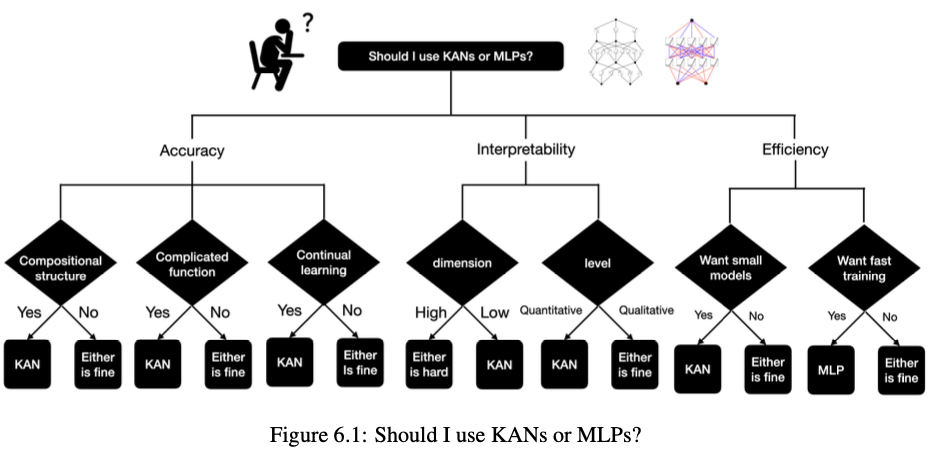 ?
Should I use KANs or MLPs?
Accuracy
Interpretability
Efficiency
Compositional
structure
Complicated
function
Continual
learning
dimension
level
Want small
models
Want fast
training
Yes
No
Yes
No
Yes
No
High
Low
Quantitative
Qualitative
Yes
No
Yes
No
KAN
Either
is fine
KAN
Either
is fine
KAN
Either
Is fine
Either
is hard
KAN
KAN
Either
is fine
KAN
Either
is fine
MLP
Either
is fine
Figure 6.1: Should I use KANs or MLPs?